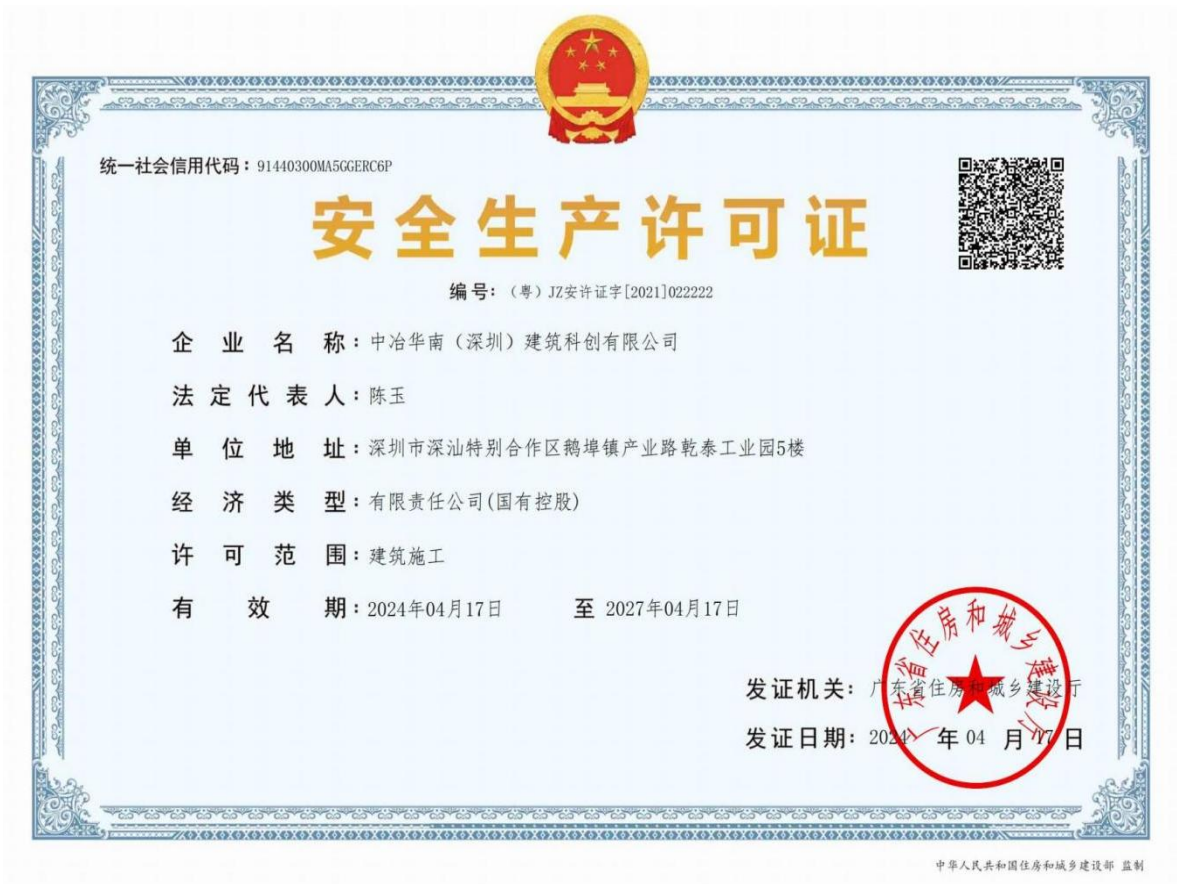 统一社会信用代码：91440300MA5GGERC6P
安全生产许可证
编号：（粤）JZ安许证字[2021]022222
企业名称：中冶华南（深圳）建筑科创有限公司
法定代表人：陈玉
单位地址：深圳市深汕特别合作区鹅埠镇产业路乾泰工业园5楼
经济类型：有限责任公司(国有控股)
许可范围：建筑施工
有效期：2024年04月17日 至 2027年04月17日
广东省住房和城乡建设厅
发证机关：广东省住房和城乡建设厅
发证日期：2024年04月17日
中华人民共和国住房和城乡建设部 监制